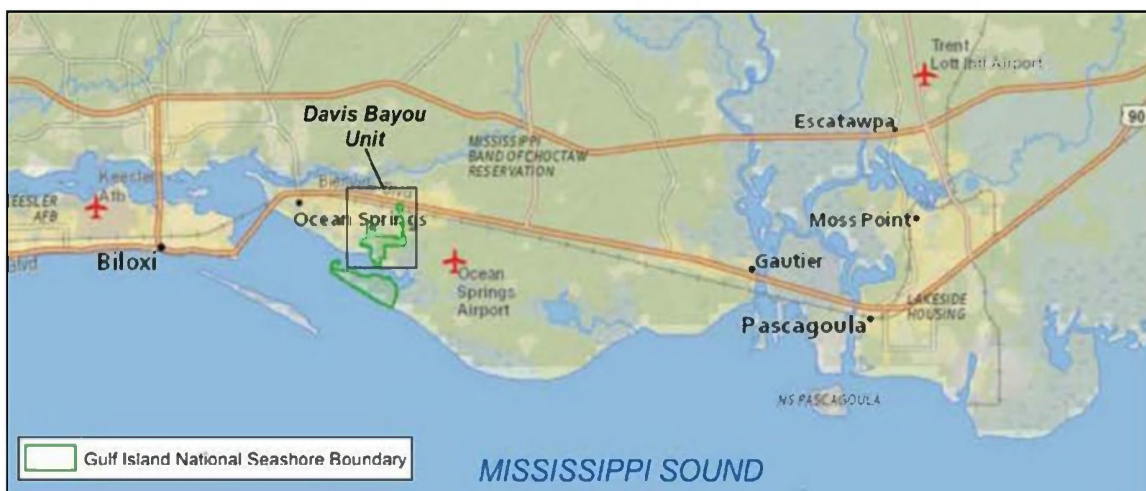 Trent
Lott Intl Airport
90
Davis Bayou
Unit
Escatawpa
MISSISSIPPI
BAND OF CHOCTAW
RESERVATION
Keesler
Afb
KEESLER
AFB
Ocean Springs
Moss Point
Biloxi
Blvd
Gautier
Ocean
Springs
Airport
LAKESIDE
HOUSING
Pascagoula
NS PASCAGOULA
Gulf Island National Seashore Boundary
MISSISSIPPI SOUND